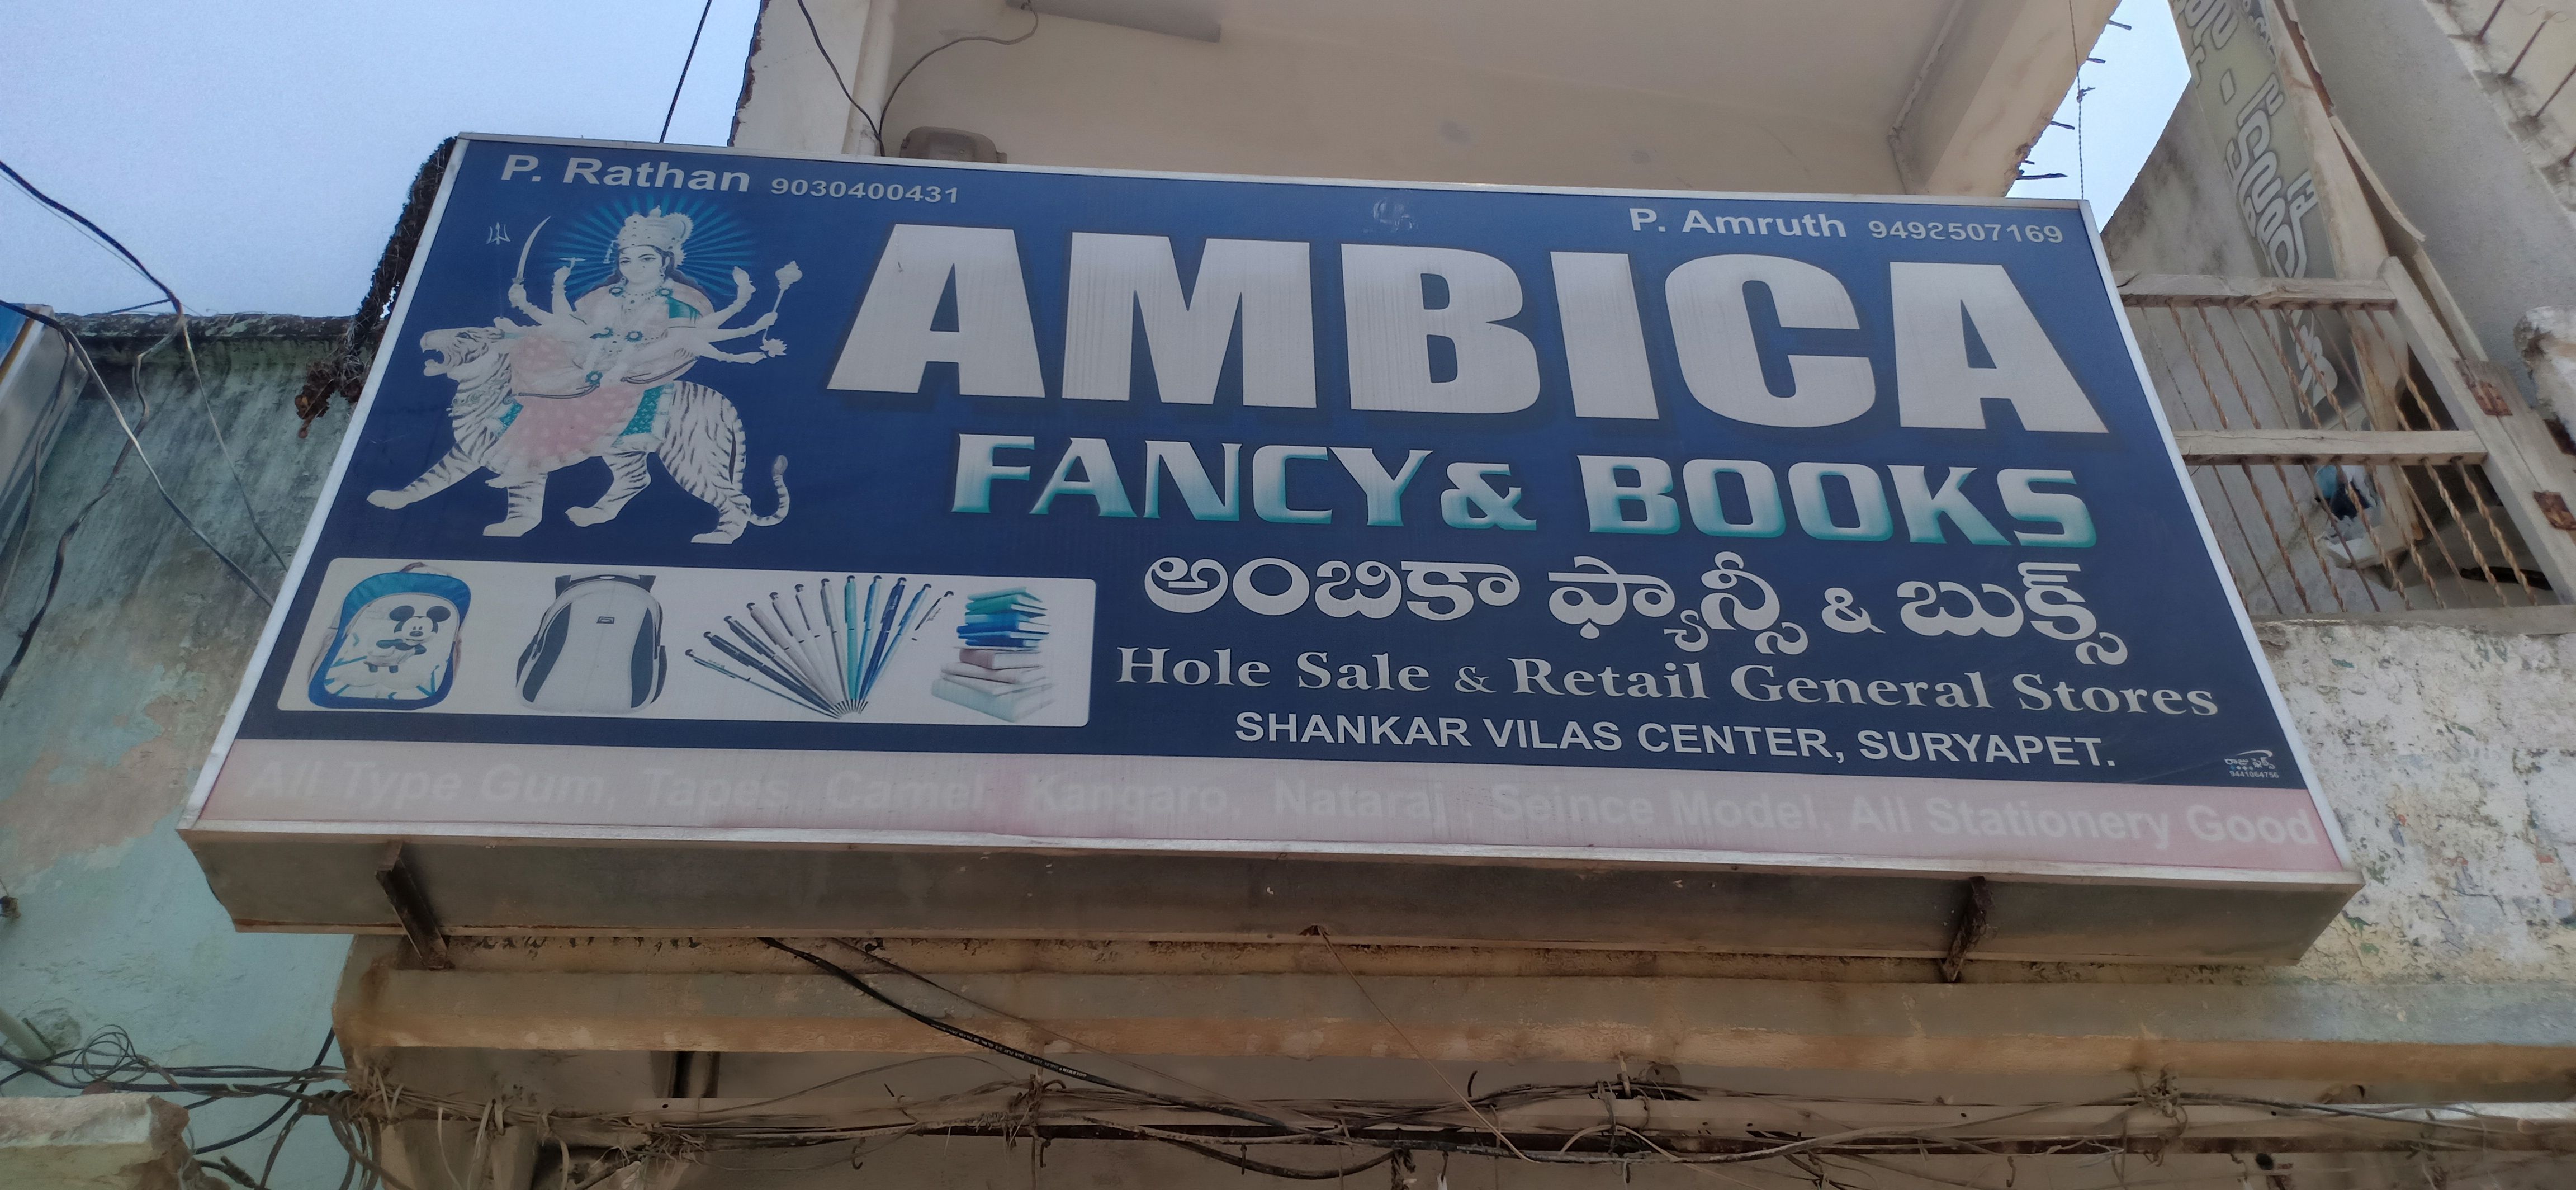 P. Rathan 9030400431
P. Amruth 9492507169
AMBICA
FANCY & BOOKS
అంబికా ఫ్యాన్సీ & బుక్స్
Hole Sale & Retail General Stores
SHANKAR VILAS CENTER, SURYAPET.
All Type Gum, Tapes, Camel, Kangaro, Nataraj, Seince Model, All Stationery Good
9441064756